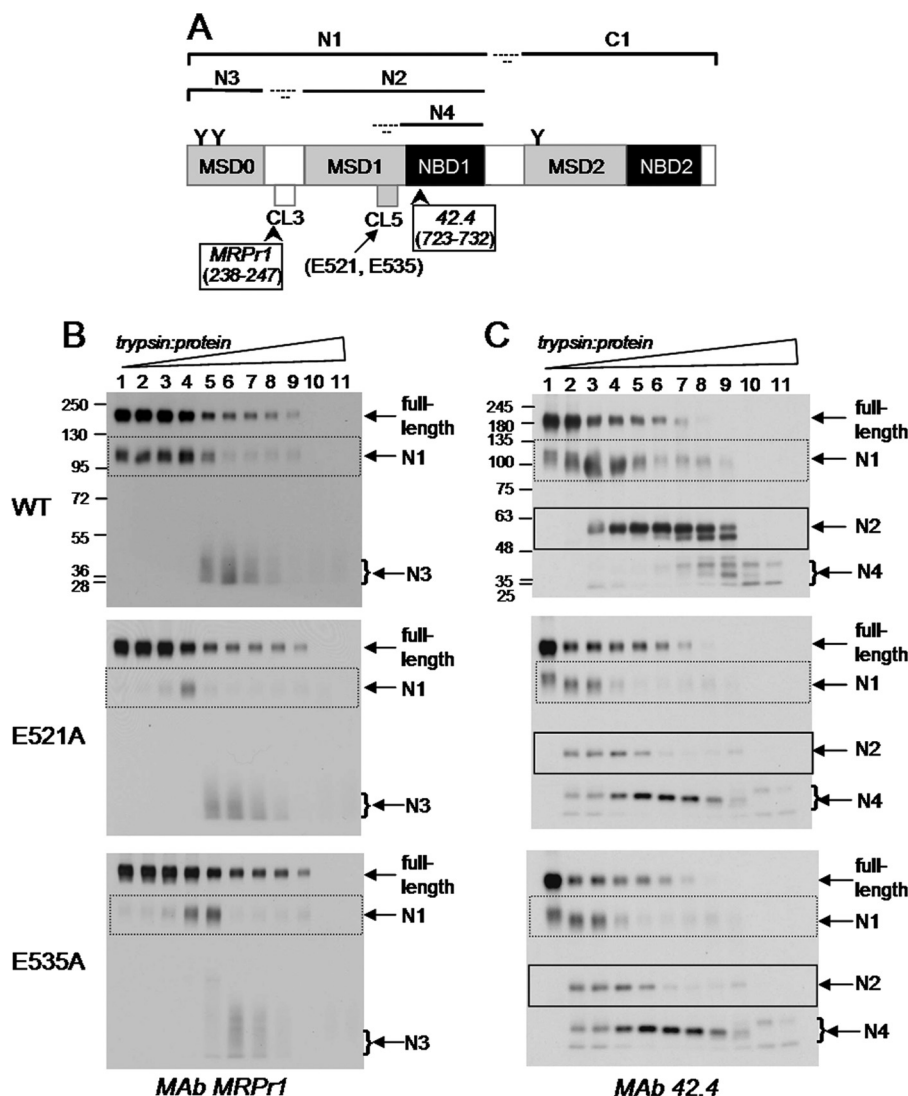 A
N1
C1
N3
N2
N4
Y Y
Y
MSD0
MSD1
NBD1
MSD2
NBD2
CL3
CL5
MRPr1
(238-247)
(E521, E535)
42.4
(723-732)
B
trypsin:protein
1 2 3 4 5 6 7 8 9 10 11
250
130
95
72
55
36
28
WT
full-length
N1
N3
E521A
full-length
N1
N3
E535A
full-length
N1
N3
MAb MRPr1
C
trypsin:protein
1 2 3 4 5 6 7 8 9 10 11
245
180
135
100
75
63
48
35
25
full-length
N1
N2
N4
full-length
N1
N2
N4
full-length
N1
N2
N4
MAb 42.4